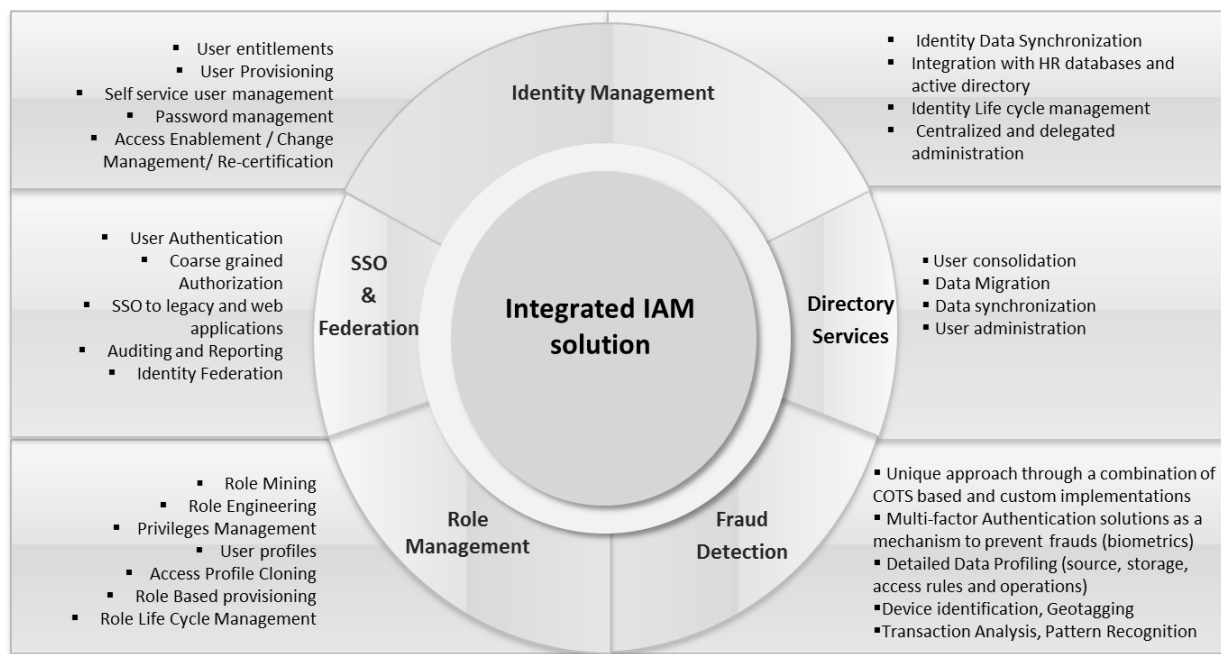 ▪ User entitlements
▪ User Provisioning
▪ Self service user management
▪ Password management
▪ Access Enablement / Change
Management/ Re-certification
Identity Management
▪ Identity Data Synchronization
▪ Integration with HR databases and
active directory
▪ Identity Life cycle management
▪ Centralized and delegated
administration
▪ User Authentication
▪ Coarse grained
Authorization
▪ SSO to legacy and web
applications
▪ Auditing and Reporting
▪ Identity Federation
SSO
&
Federation
Integrated IAM
solution
Directory
Services
▪ User consolidation
▪ Data Migration
▪ Data synchronization
▪ User administration
▪ Role Mining
▪ Role Engineering
▪ Privileges Management
▪ User profiles
▪ Access Profile Cloning
▪ Role Based provisioning
▪ Role Life Cycle Management
Role
Management
Fraud
Detection
▪ Unique approach through a combination of
COTS based and custom implementations
▪ Multi-factor Authentication solutions as a
mechanism to prevent frauds (biometrics)
▪ Detailed Data Profiling (source, storage,
access rules and operations)
▪Device identification, Geotagging
▪Transaction Analysis, Pattern Recognition